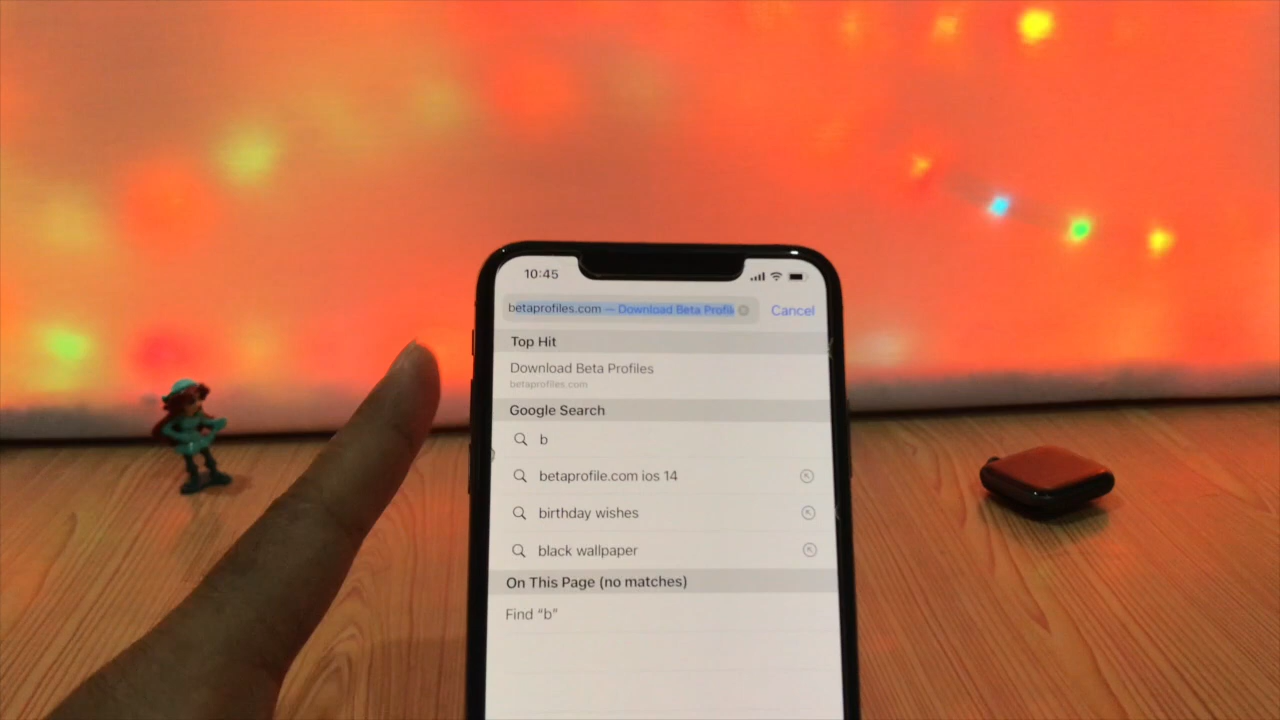 10:45
betaprofiles.com — Download Beta Profil
Cancel
Top Hit
Download Beta Profiles
betaprofiles.com
Google Search
b
betaprofile.com ios 14
birthday wishes
black wallpaper
On This Page (no matches)
Find “b”